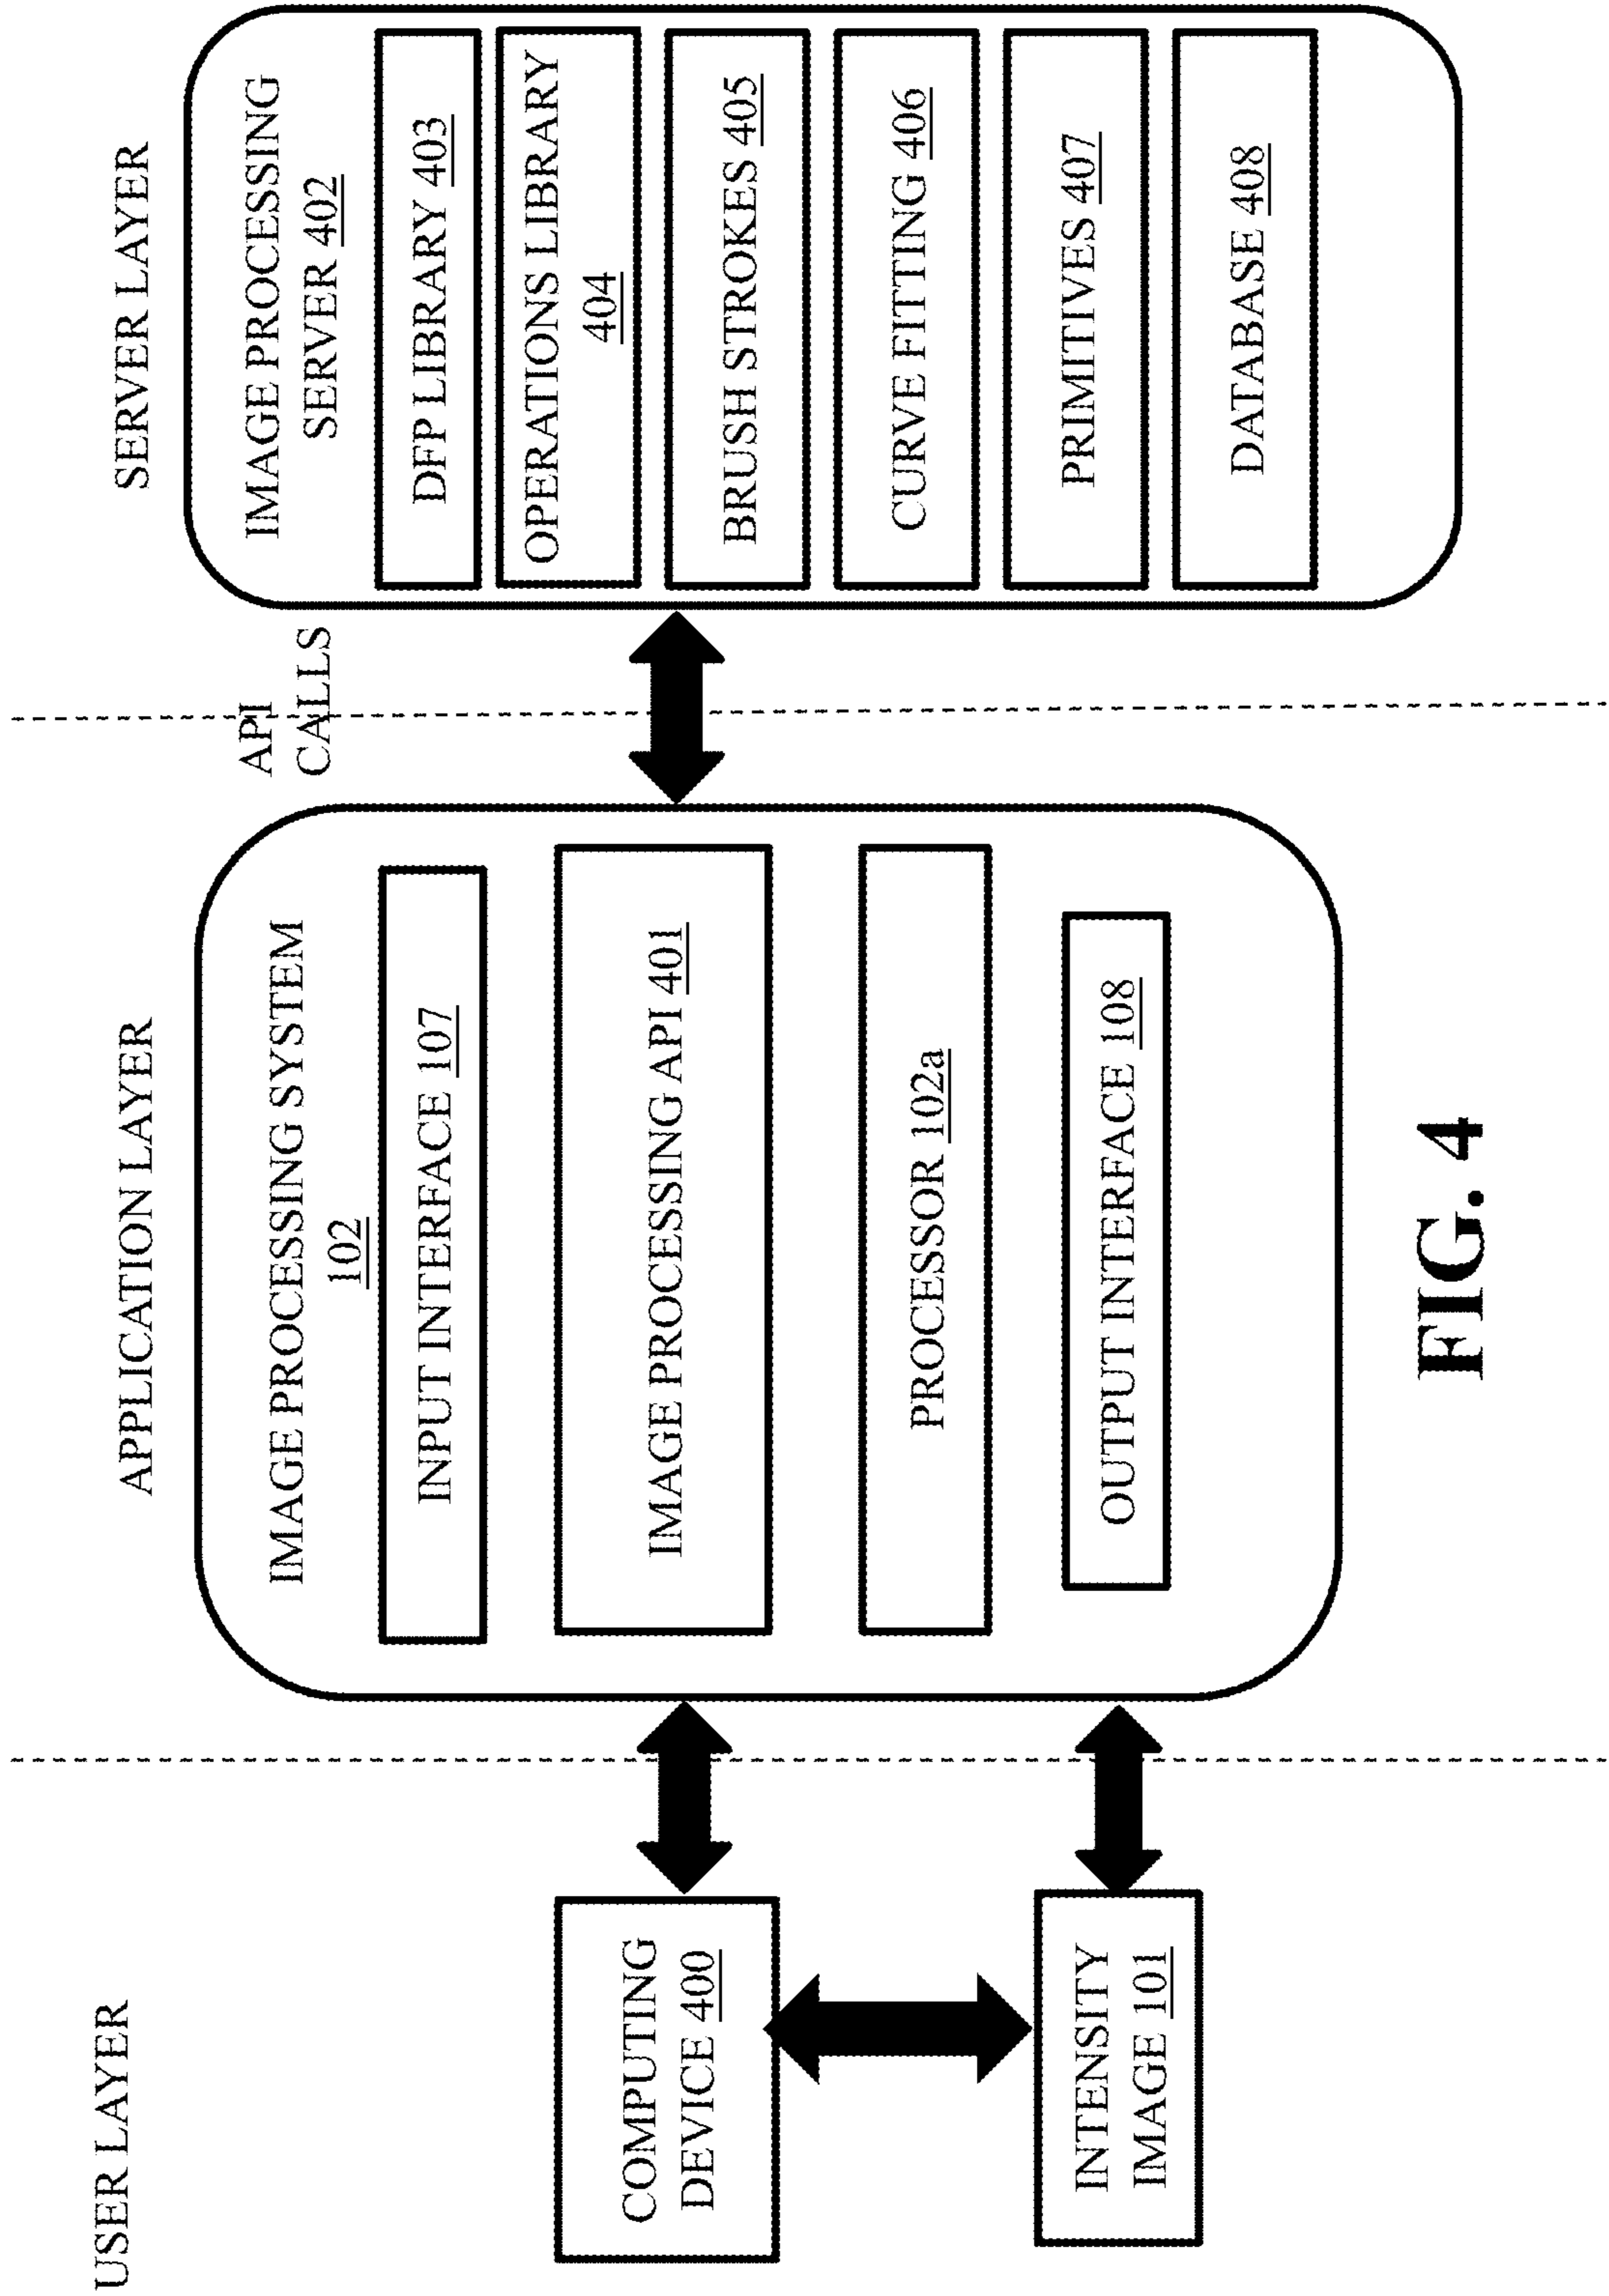 USER LAYER
COMPUTING
DEVICE 400
INTENSITY
IMAGE 101
APPLICATION LAYER
IMAGE PROCESSING SYSTEM
102
INPUT INTERFACE 107
IMAGE PROCESSING API 401
PROCESSOR 102a
OUTPUT INTERFACE 108
API
CALLS
SERVER LAYER
IMAGE PROCESSING
SERVER 402
DFP LIBRARY 403
OPERATIONS LIBRARY
404
BRUSH STROKES 405
CURVE FITTING 406
PRIMITIVES 407
DATABASE 408
FIG. 4